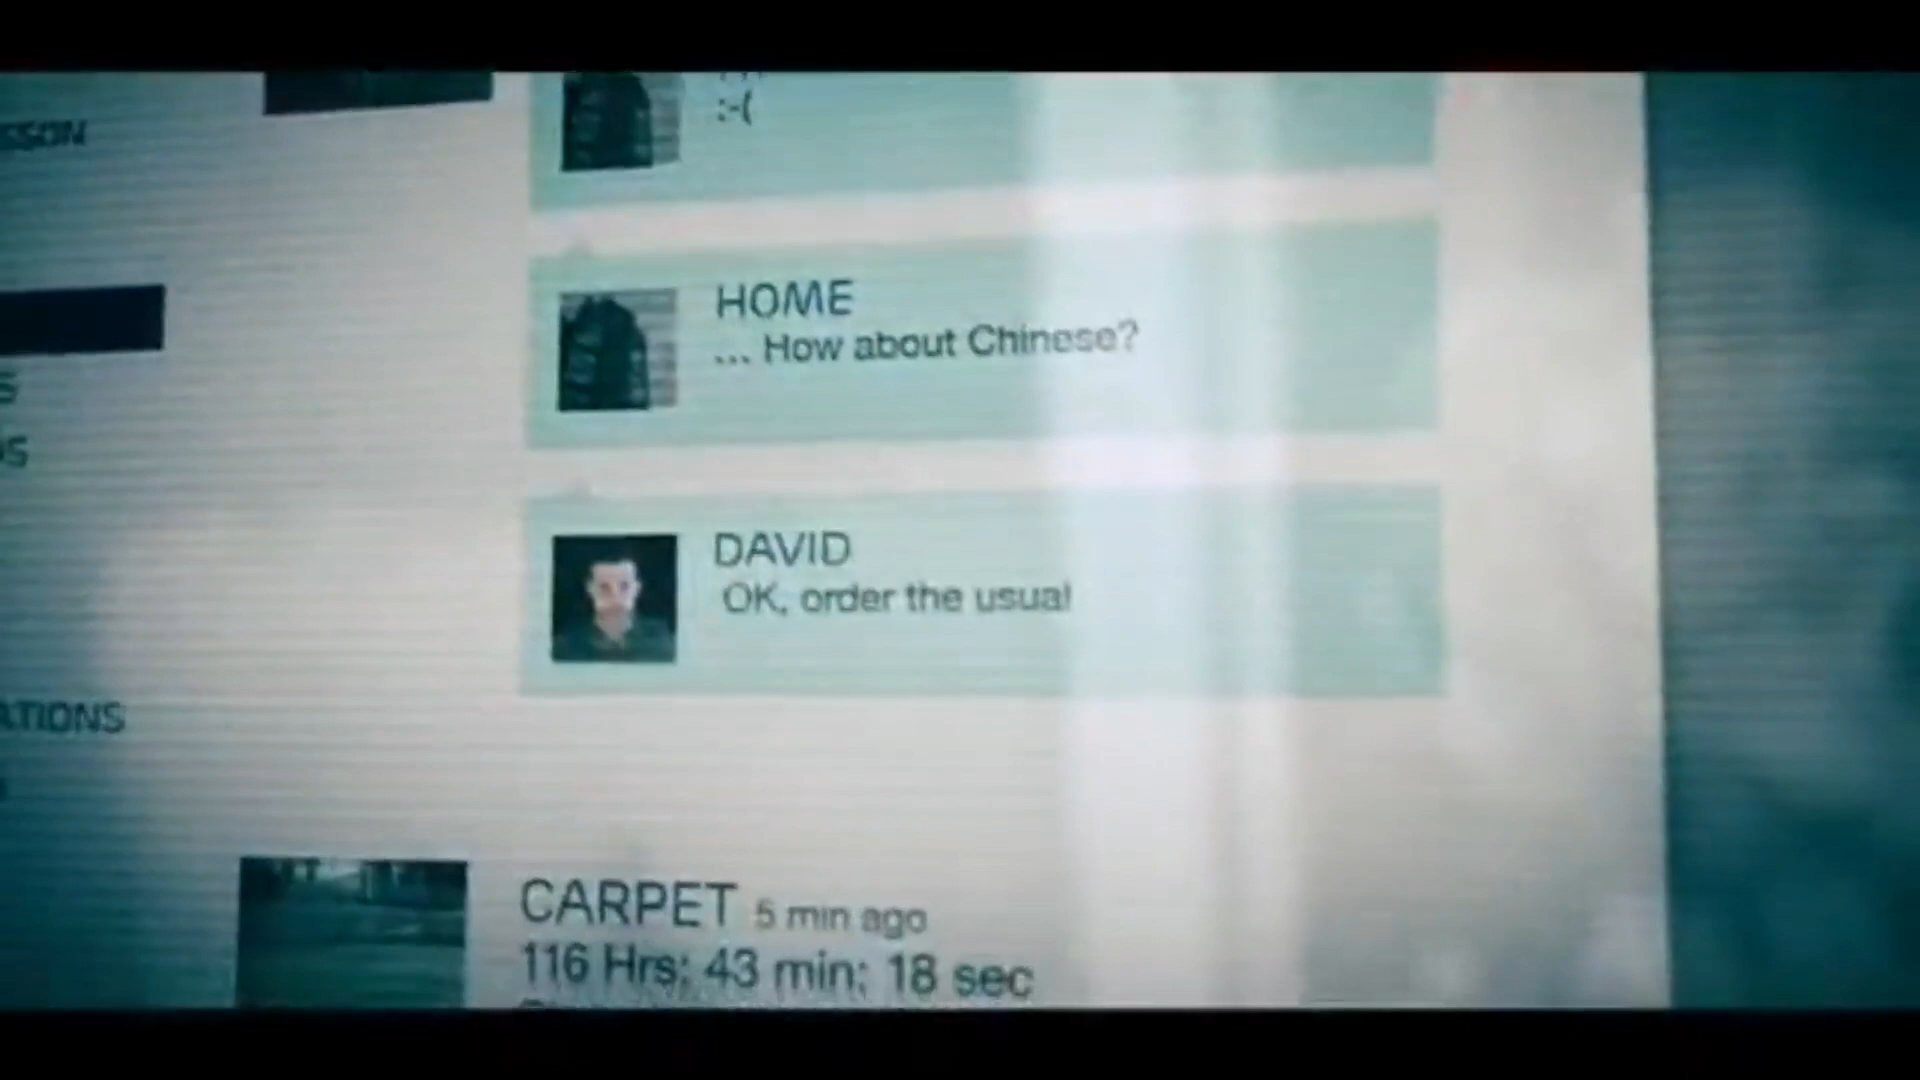 :-(
SSON
HOME
... How about Chinese?
DAVID
OK, order the usual
ATIONS
CARPET 5 min ago
116 Hrs: 43 min: 18 sec